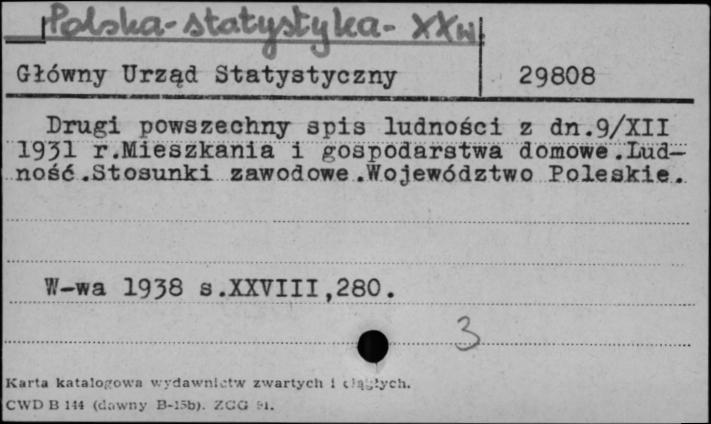 Polska-statystyka-XXw
Główny Urząd Statystyczny 29808
Drugi powszechny spis ludności z dn.9/XII
1931 r.Mieszkania i gospodarstwa domowe.Lud-
ność.Stosunki zawodowe.Województwo Poleskie.
W-wa 1938 s.XXVIII,280.
3
Karta katalogowa wydawnictw zwartych i ciągłych.
CWD B 144 (dawny B-15b). ZGG